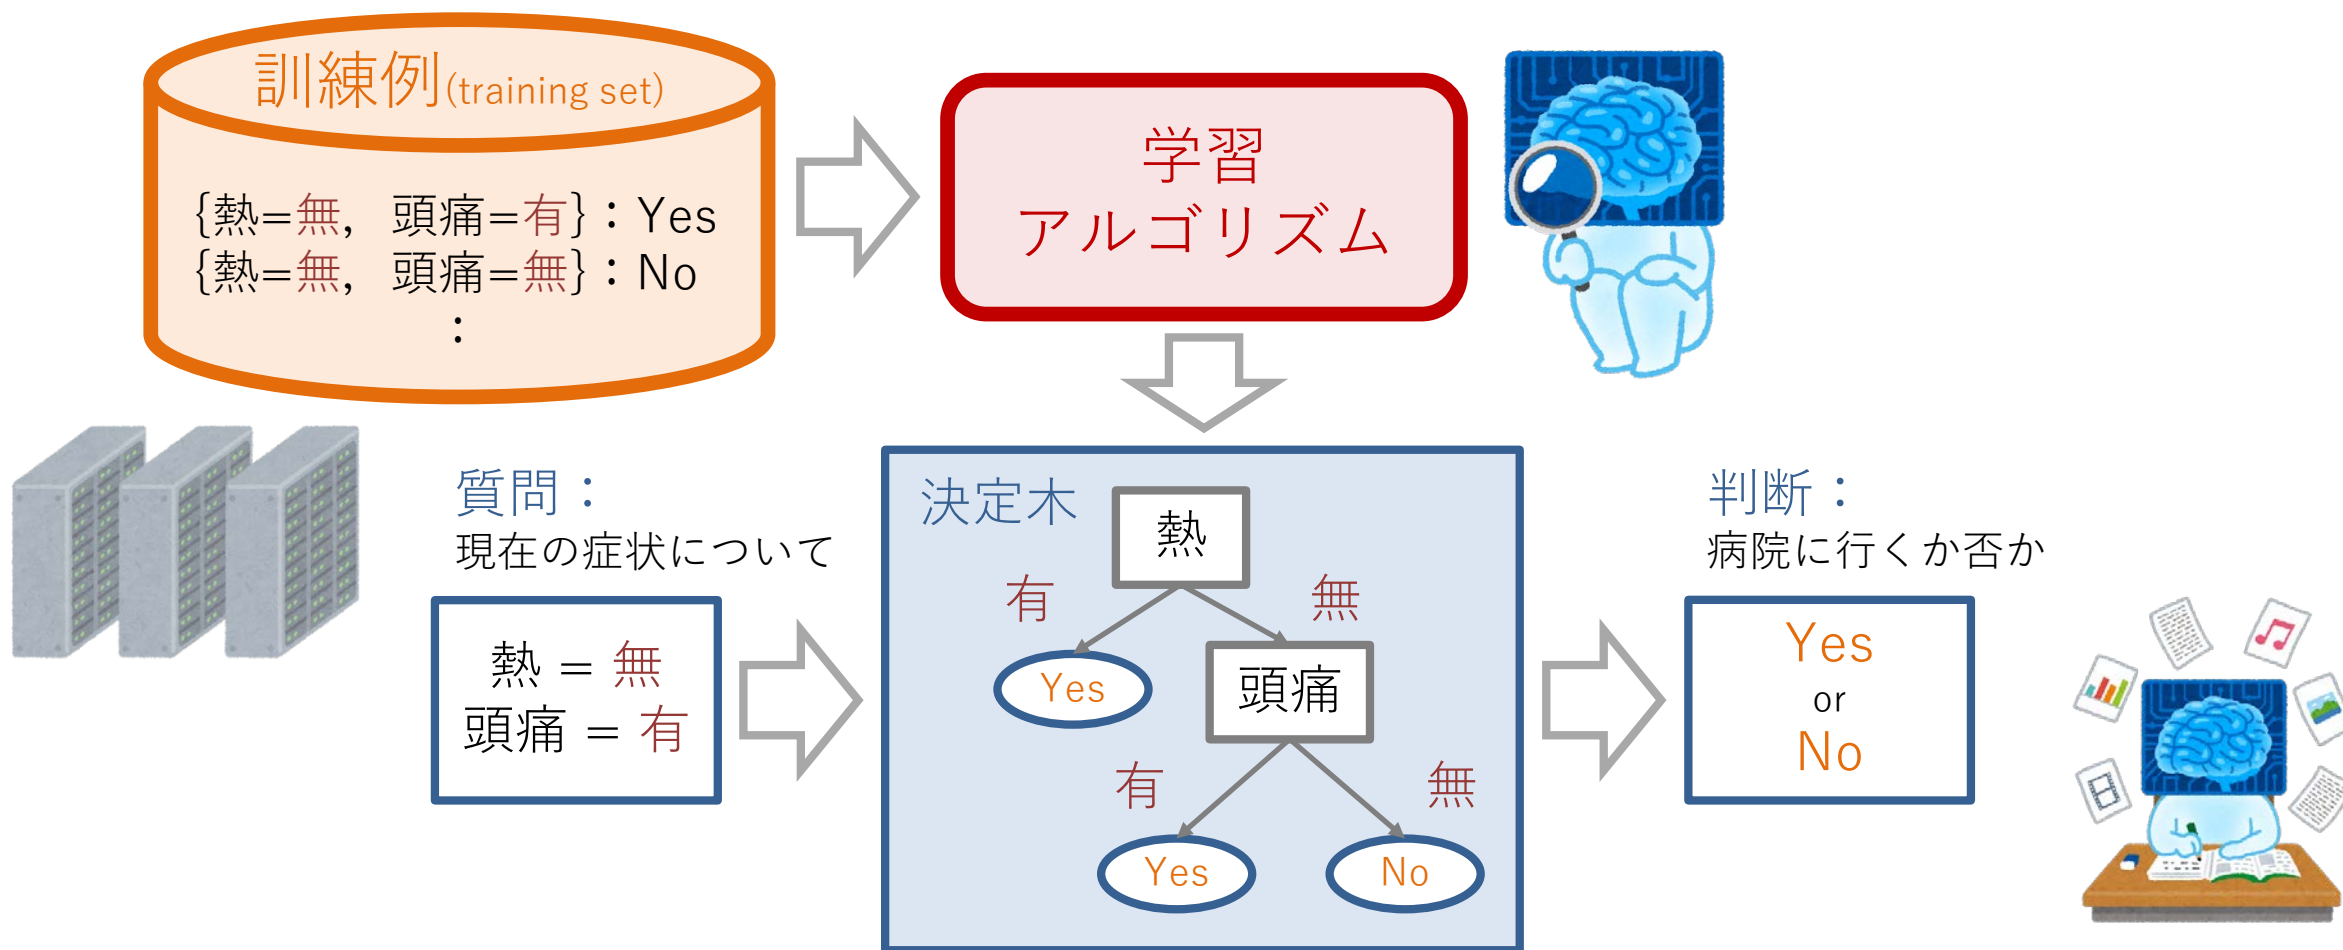 訓練例(training set)
{熱=無, 頭痛=有}：Yes
{熱=無, 頭痛=無}：No
：
学習
アルゴリズム
質問：
現在の症状について
熱 = 無
頭痛 = 有
決定木
熱
有 無
Yes
頭痛
有 無
Yes No
判断：
病院に行くか否か
Yes
or
No